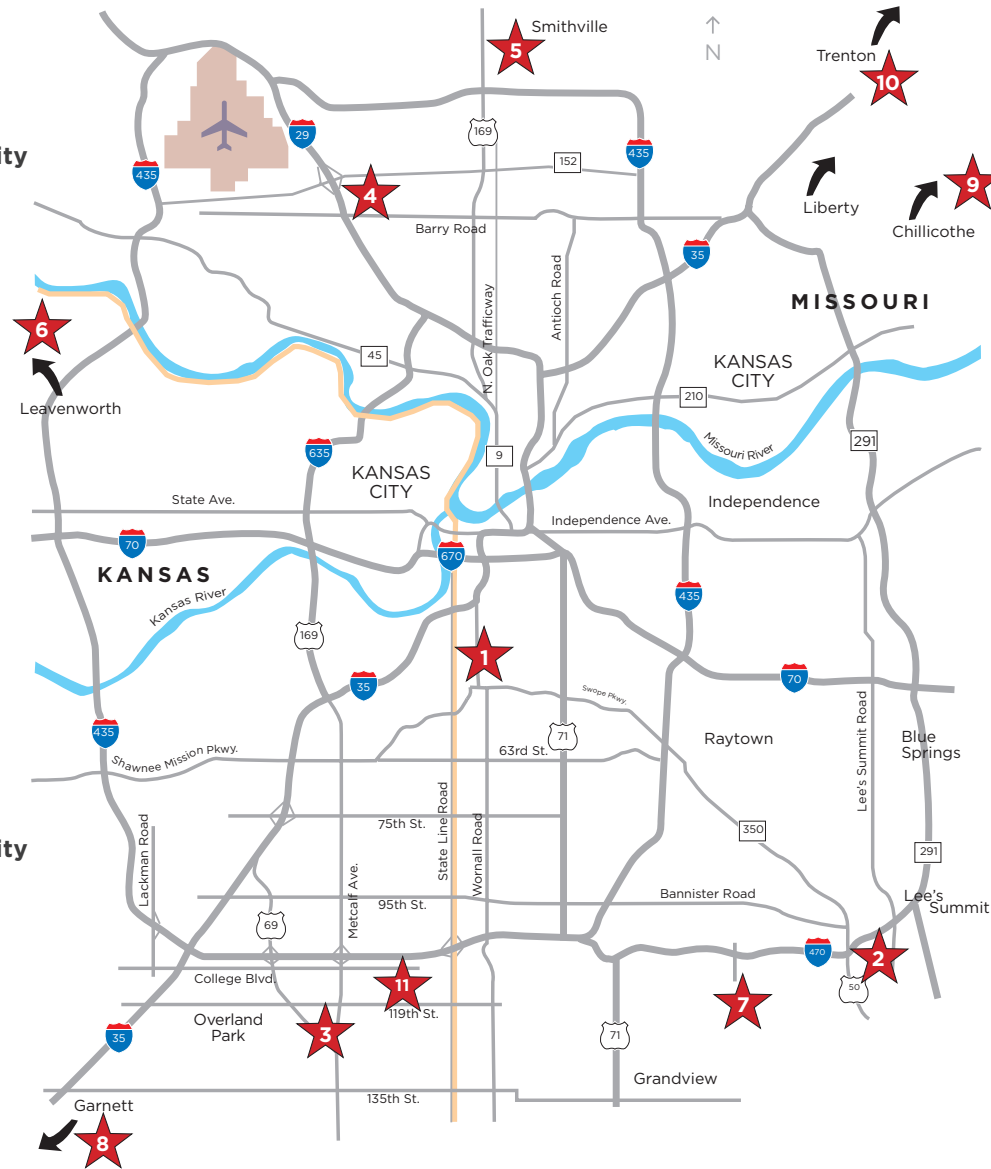 Smithville
5
↑
N
Trenton
10
29
169
435
ity
152
435
4
9
Liberty
Barry Road
Chillicothe
35
Antioch Road
N. Oak Trafficway
MISSOURI
6
45
KANSAS
CITY
Leavenworth
210
291
635
9
Missouri River
KANSAS
CITY
State Ave.
Independence
Independence Ave.
70
670
KANSAS
Kansas River
435
169
1
35
70
Swope Pkwy.
435
71
Raytown
Blue
Springs
63rd St.
Shawnee Mission Pkwy.
Lee's Summit Road
State Line Road
75th St.
350
ity
Lackman Road
Wornall Road
291
Metcalf Ave.
Bannister Road
95th St.
Lee's
Summit
69
470
2
College Blvd.
11
50
7
119th St.
Overland
Park
3
35
71
Grandview
135th St.
Garnett
8